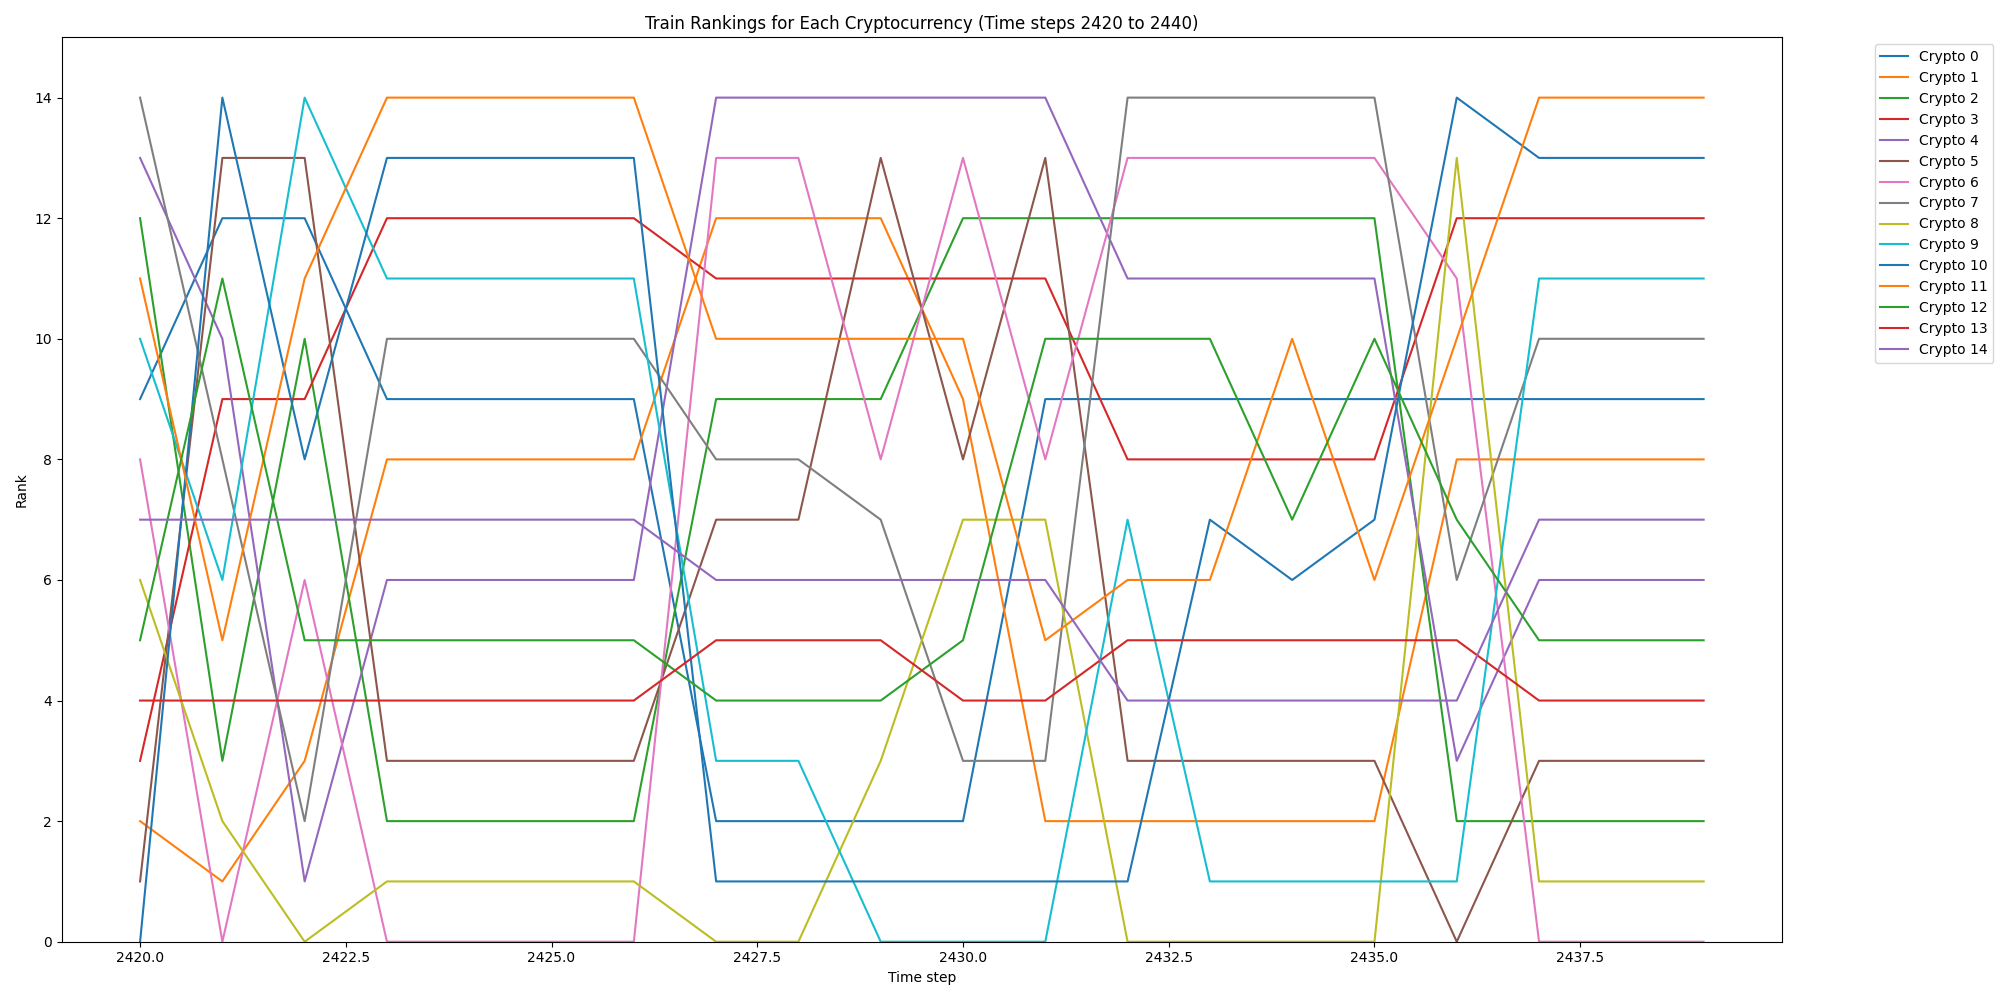 Train Rankings for Each Cryptocurrency (Time steps 2420 to 2440)
Rank
14
12
10
8
6
4
2
0
2420.0 2422.5 2425.0 2427.5 2430.0 2432.5 2435.0 2437.5
Time step
Crypto 0
Crypto 1
Crypto 2
Crypto 3
Crypto 4
Crypto 5
Crypto 6
Crypto 7
Crypto 8
Crypto 9
Crypto 10
Crypto 11
Crypto 12
Crypto 13
Crypto 14